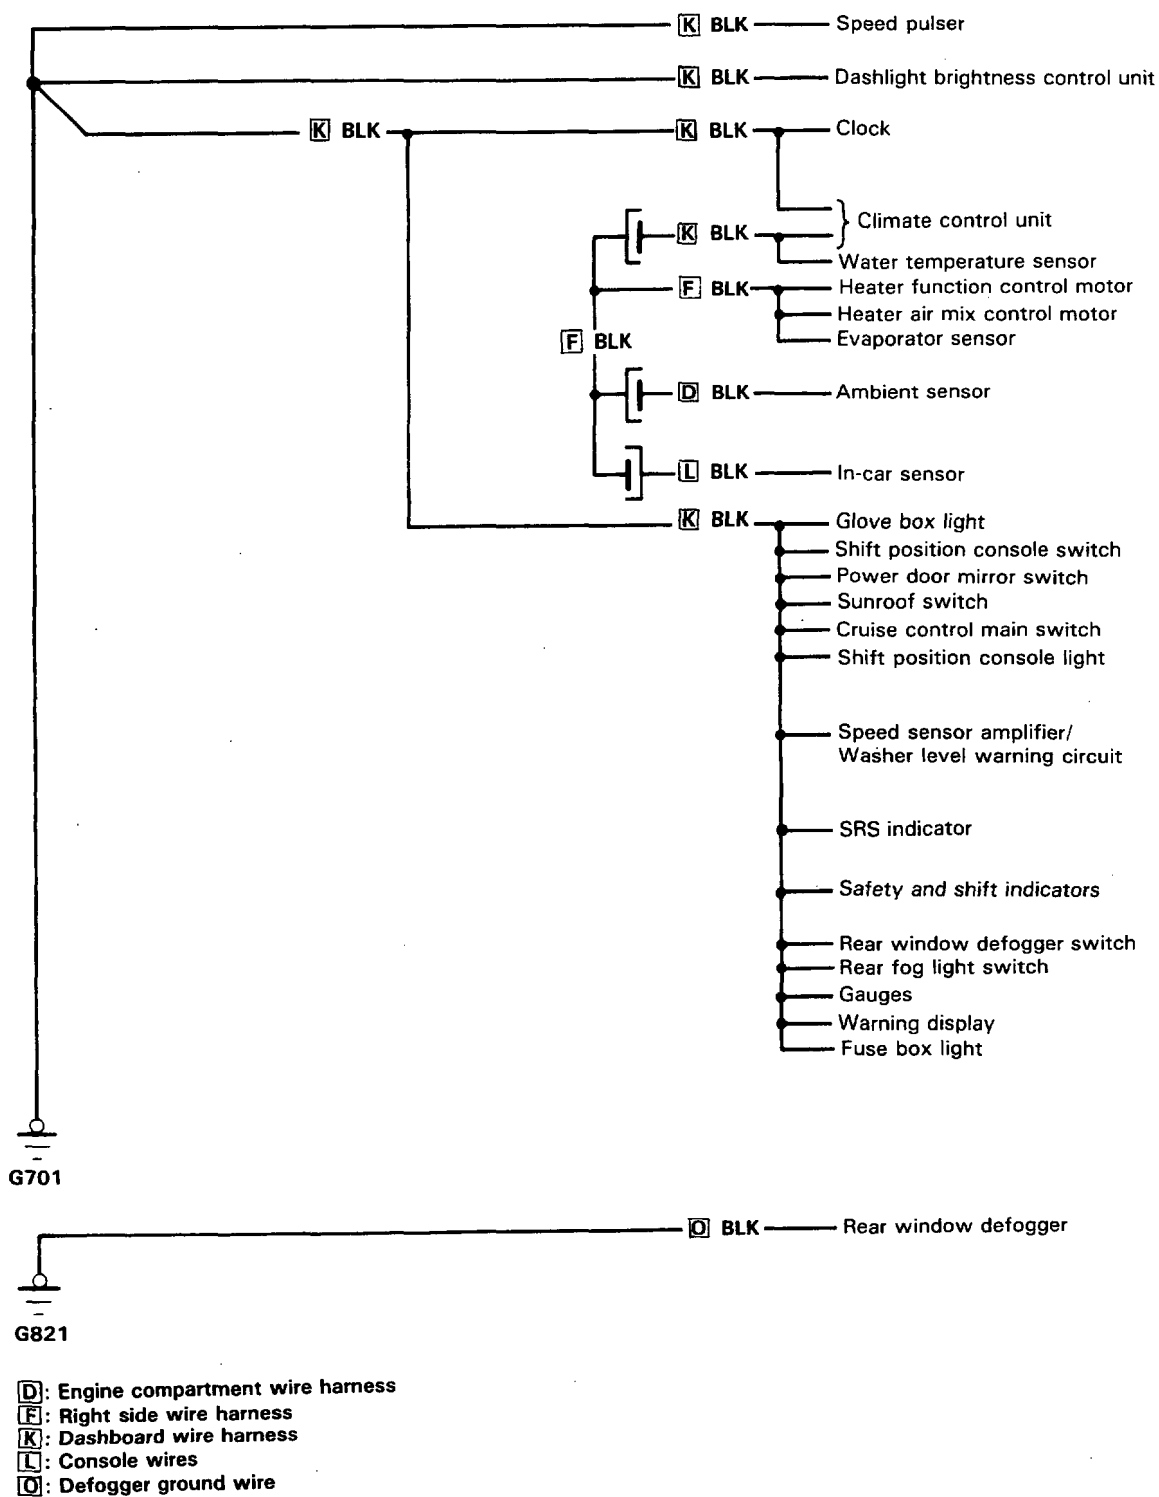 K BLK Speed pulser
K BLK Dashlight brightness control unit
K BLK K BLK Clock
Climate control unit
K BLK
Water temperature sensor
F BLK Heater function control motor
Heater air mix control motor
Evaporator sensor
F BLK
D BLK Ambient sensor
L BLK In-car sensor
K BLK Glove box light
Shift position console switch
Power door mirror switch
Sunroof switch
Cruise control main switch
Shift position console light
Speed sensor amplifier/
Washer level warning circuit
SRS indicator
Safety and shift indicators
Rear window defogger switch
Rear fog light switch
Gauges
Warning display
Fuse box light
G701
O BLK Rear window defogger
G821
D: Engine compartment wire harness
F: Right side wire harness
K: Dashboard wire harness
L: Console wires
O: Defogger ground wire